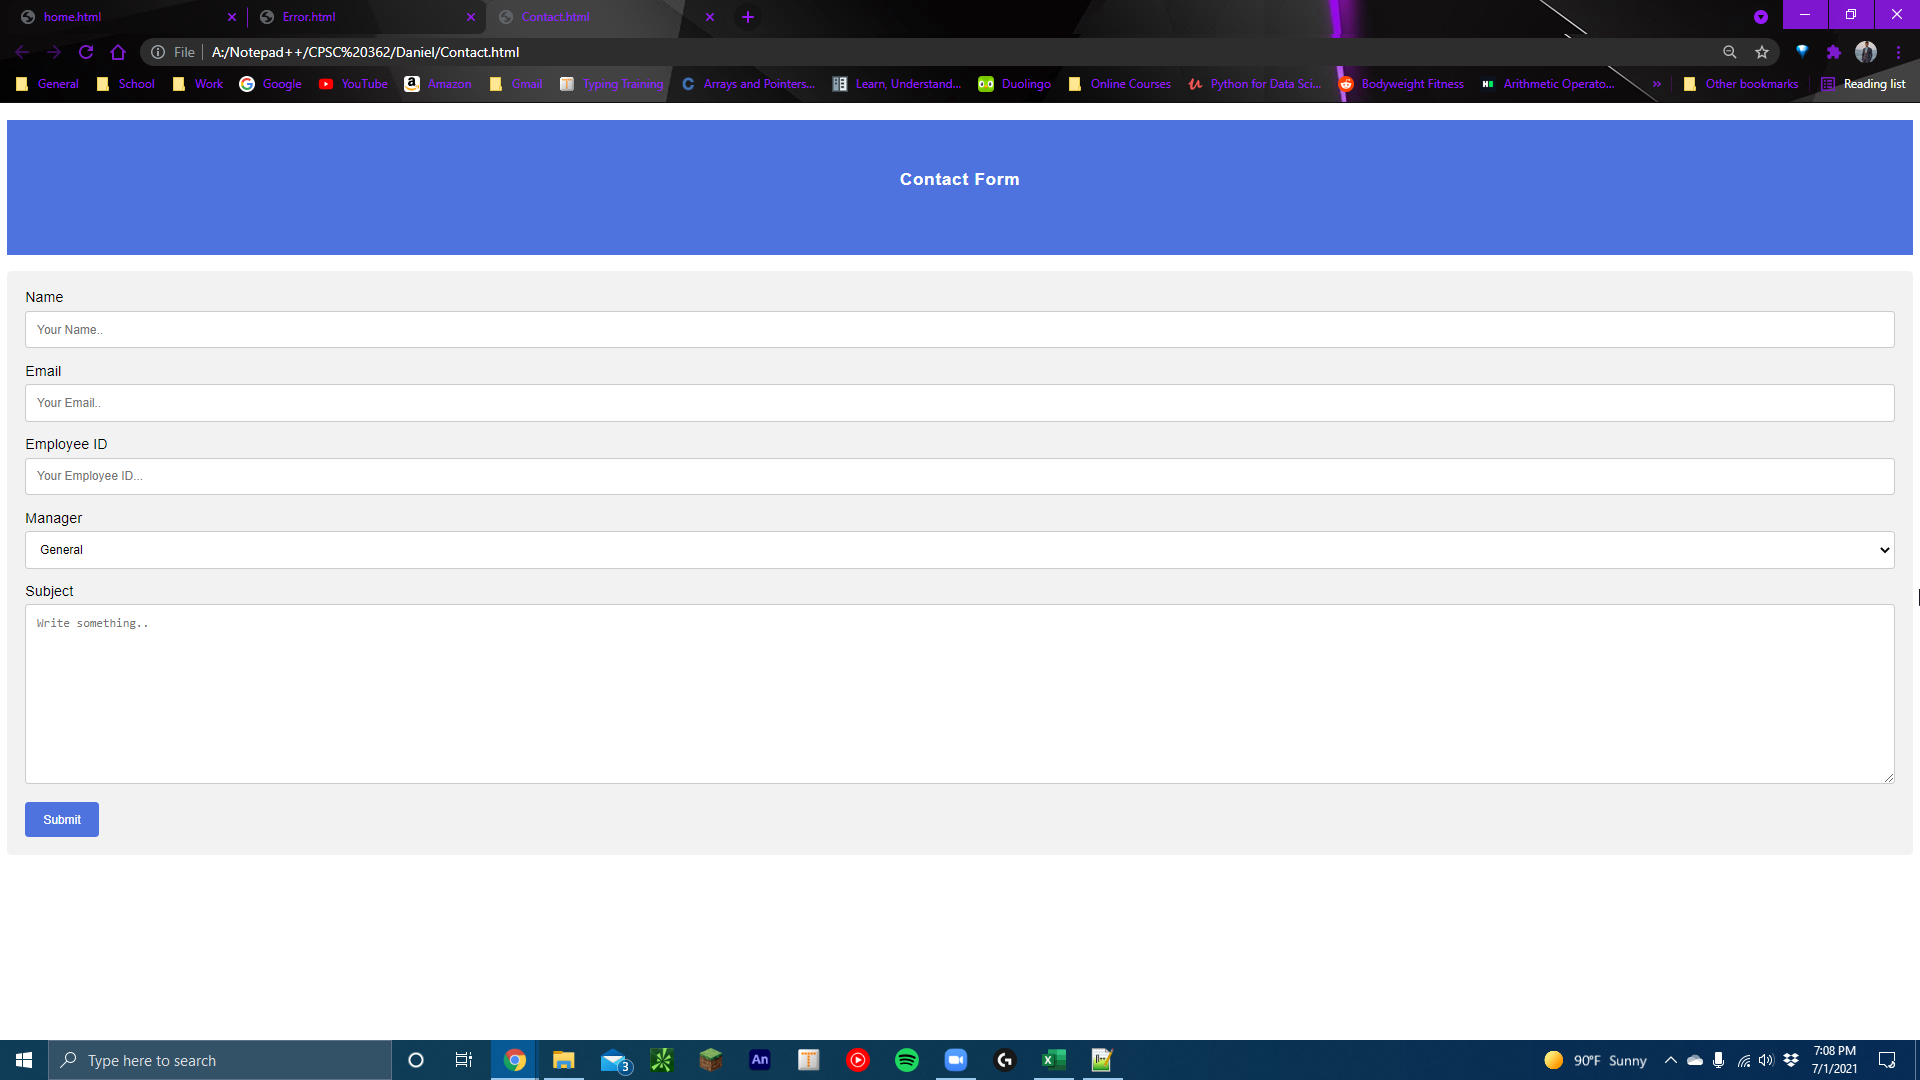 home.html
Error.html
Contact.html
File
A:/Notepad++/CPSC%20362/Daniel/Contact.html
General
School
Work
Google
YouTube
Amazon
Gmail
Typing Training
Arrays and Pointers...
Learn, Understand...
Duolingo
Online Courses
Python for Data Sci...
Bodyweight Fitness
Arithmetic Operato...
»
Other bookmarks
Reading list
Contact Form
Name
Your Name..
Email
Your Email..
Employee ID
Your Employee ID...
Manager
General
Subject
Write something..
Submit
Type here to search
3
An
90°F Sunny
7:08 PM
7/1/2021